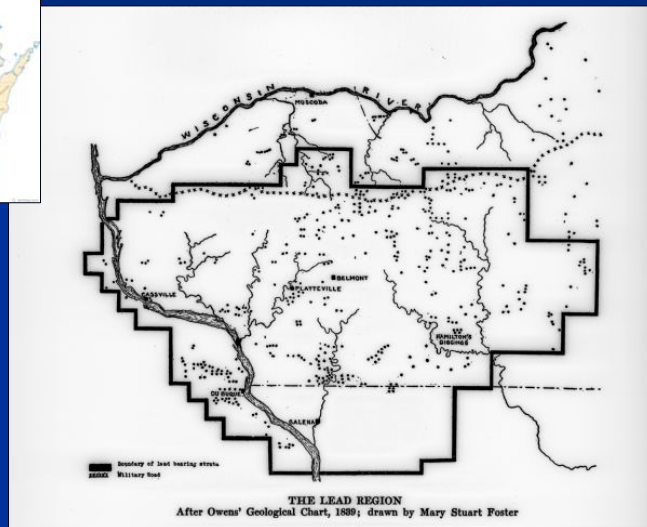 WISCONSIN RIVER
MUSCODA
CASSVILLE
BELMONT
PLATTEVILLE
HAMILTON'S
DIGGINGS
DUBUQUE
GALENA
Boundary of lead bearing strata
Military Road
THE LEAD REGION
After Owens' Geological Chart, 1839; drawn by Mary Stuart Foster